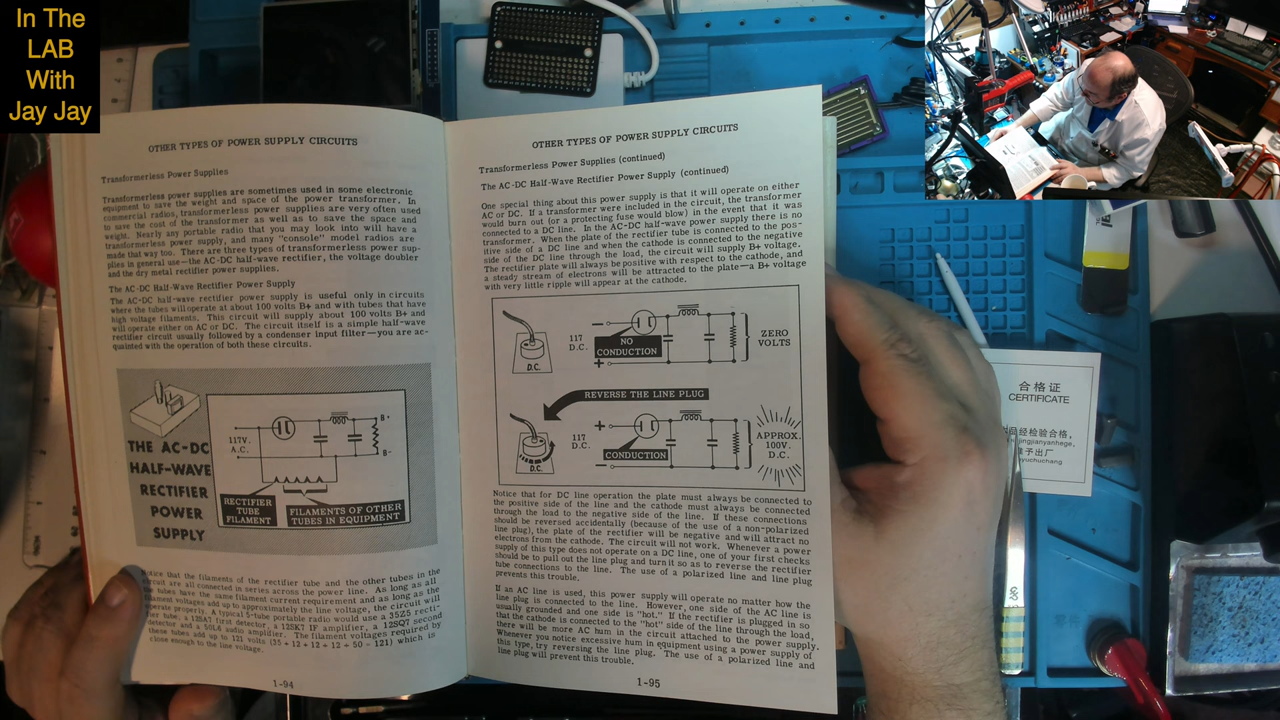 In The
LAB
With
Jay Jay
OTHER TYPES OF POWER SUPPLY CIRCUITS
Transformerless Power Supplies
Transformerless power supplies are sometimes used in some electronic
equipment to save the weight and space of the power transformer. In
commercial radios, transformerless power supplies are very often used
to save the cost of the transformer as well as to save the space and
weight. Nearly any portable radio that you may look into will have a
transformerless power supply, and many "console" model radios are
made that way too. There are three types of transformerless power sup-
plies in general use—the AC-DC half-wave rectifier, the voltage doubler
and the dry metal rectifier power supplies.
The AC-DC Half-Wave Rectifier Power Supply
The AC-DC half-wave rectifier power supply is useful only in circuits
where the tubes will operate at about 100 volts B+ and with tubes that have
high voltage filaments. This circuit will supply about 100 volts B+ and
will operate either on AC or DC. The circuit itself is a simple half-wave
rectifier circuit usually followed by a condenser input filter—you are ac-
quainted with the operation of both these circuits.
THE AC-DC
HALF-WAVE
RECTIFIER
POWER
SUPPLY
117V.
A.C.
B+
B-
RECTIFIER
TUBE
FILAMENT
FILAMENTS OF OTHER
TUBES IN EQUIPMENT
Notice that the filaments of the rectifier tube and the other tubes in the
circuit are all connected in series across the power line. As long as all
the tubes have the same filament current requirement and as long as the
filament voltages add up to approximately the line voltage, the circuit will
operate properly. A typical 5-tube portable radio would use a 35Z5 recti-
fier tube, a 12SA7 first detector, a 12SK7 IF amplifier, a 12SQ7 second
detector and a 50L6 audio amplifier. The filament voltages required by
these tubes add up to 121 volts (35 + 12 + 12 + 12 + 50 = 121) which is
close enough to the line voltage.
1-94
OTHER TYPES OF POWER SUPPLY CIRCUITS
Transformerless Power Supplies (continued)
The AC-DC Half-Wave Rectifier Power Supply (continued)
One special thing about this power supply is that it will operate on either
AC or DC. If a transformer were included in the circuit, the transformer
would burn out (or a protecting fuse would blow) in the event that it was
connected to a DC line. In the AC-DC half-wave power supply there is no
transformer. When the plate of the rectifier tube is connected to the pos-
itive side of a DC line and when the cathode is connected to the negative
side of the DC line through the load, the circuit will supply B+ voltage.
The rectifier plate will always be positive with respect to the cathode, and
a steady stream of electrons will be attracted to the plate—a B+ voltage
with very little ripple will appear at the cathode.
D.C.
117
D.C.
NO
CONDUCTION
ZERO
VOLTS
REVERSE THE LINE PLUG
D.C.
117
D.C.
CONDUCTION
APPROX.
100V.
D.C.
Notice that for DC line operation the plate must always be connected to
the positive side of the line and the cathode must always be connected
through the load to the negative side of the line. If these connections
should be reversed accidentally (because of the use of a non-polarized
line plug), the plate of the rectifier will be negative and will attract no
electrons from the cathode. The circuit will not work. Whenever a power
supply of this type does not operate on a DC line, one of your first checks
should be to pull out the line plug and turn it so as to reverse the rectifier
tube connections to the line. The use of a polarized line and line plug
prevents this trouble.
If an AC line is used, this power supply will operate no matter how the
line plug is connected to the line. However, one side of the AC line is
usually grounded and one side is "hot." If the rectifier is plugged in so
that the cathode is connected to the "hot" side of the line through the load,
there will be more AC hum in the circuit attached to the power supply.
Whenever you notice excessive hum in equipment using a power supply of
this type, try reversing the line plug. The use of a polarized line and
line plug will prevent this trouble.
1-95
合格证
CERTIFICATE
品经检验合格,
予出厂